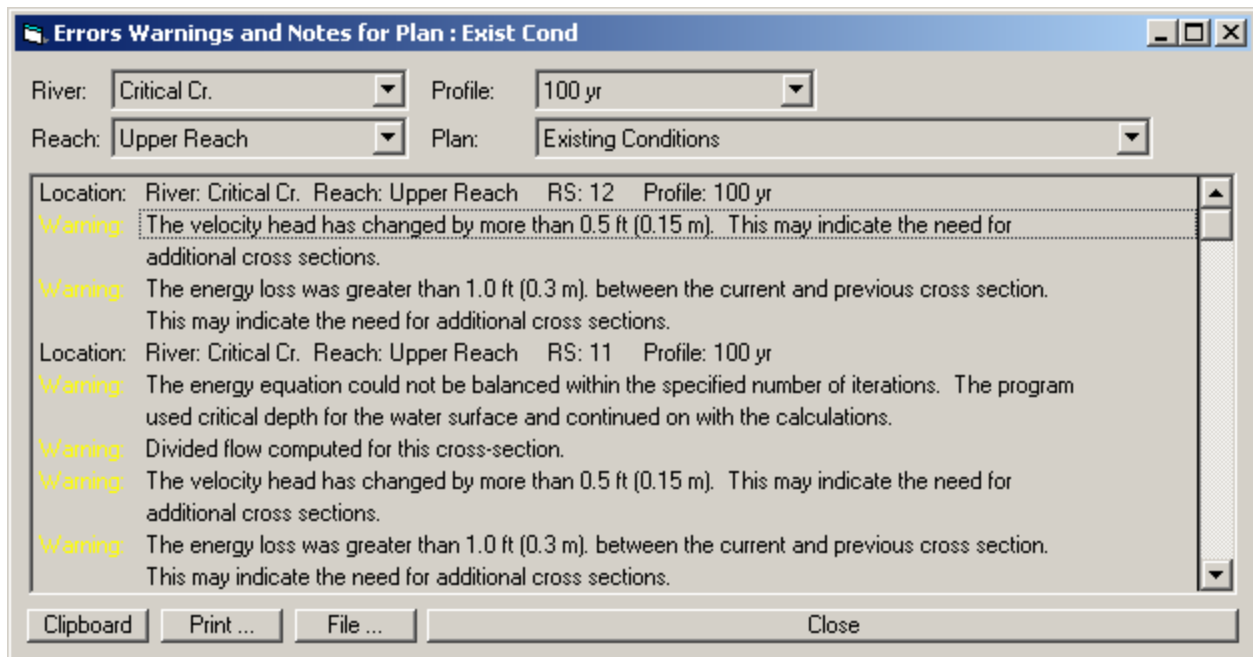 Errors Warnings and Notes for Plan : Exist Cond
River: Critical Cr. Profile: 100 yr
Reach: Upper Reach Plan: Existing Conditions
Location: River: Critical Cr. Reach: Upper Reach RS: 12 Profile: 100 yr
Warning: The velocity head has changed by more than 0.5 ft (0.15 m). This may indicate the need for
additional cross sections.
Warning: The energy loss was greater than 1.0 ft (0.3 m). between the current and previous cross section.
This may indicate the need for additional cross sections.
Location: River: Critical Cr. Reach: Upper Reach RS: 11 Profile: 100 yr
Warning: The energy equation could not be balanced within the specified number of iterations. The program
used critical depth for the water surface and continued on with the calculations.
Warning: Divided flow computed for this cross-section.
Warning: The velocity head has changed by more than 0.5 ft (0.15 m). This may indicate the need for
additional cross sections.
Warning: The energy loss was greater than 1.0 ft (0.3 m). between the current and previous cross section.
This may indicate the need for additional cross sections.
Clipboard Print ... File ... Close